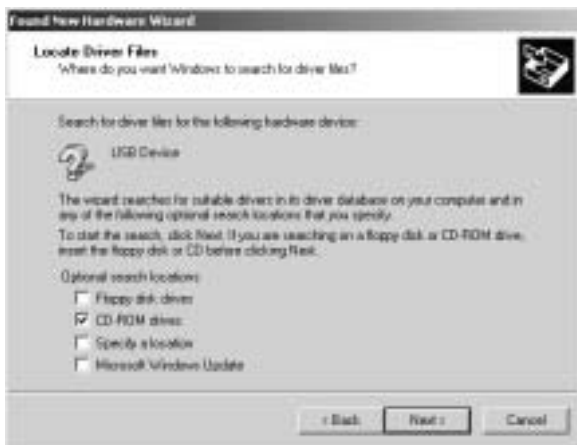 Found New Hardware Wizard
Locate Driver Files
Where do you want Windows to search for driver files?
Search for driver files for the following hardware device:
USB Device
The wizard searches for suitable drivers in its driver database on your computer and in
any of the following optional search locations that you specify.
To start the search, click Next. If you are searching on a floppy disk or CD-ROM drive,
insert the floppy disk or CD before clicking Next.
Optional search locations:
Floppy disk drives
CD-ROM drives
Specify a location
Microsoft Windows Update
< Back
Next >
Cancel